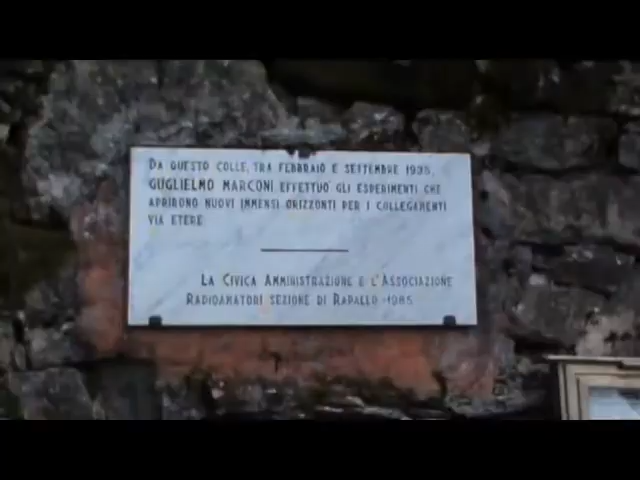 DA QUESTO COLLE, TRA FEBBRAIO E SETTEMBRE 1935,
GUGLIELMO MARCONI EFFETTUO' GLI ESPERIMENTI CHE
APRIRONO NUOVI IMMENSI ORIZZONTI PER I COLLEGAMENTI
VIA ETERE.
LA CIVICA AMMINISTRAZIONE E L'ASSOCIAZIONE
RADIOAMATORI SEZIONE DI RAPALLO - 1985